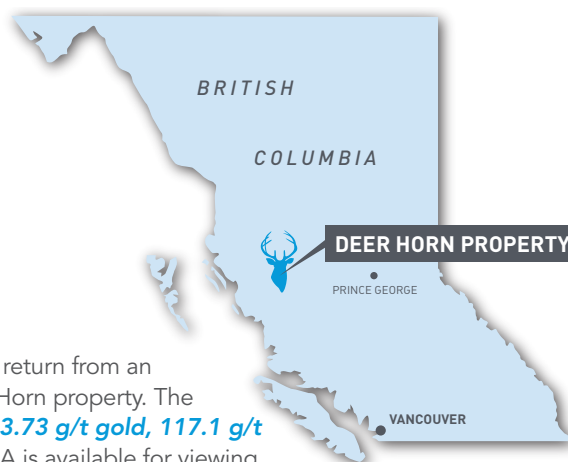 BRITISH
COLUMBIA
DEER HORN PROPERTY
PRINCE GEORGE
return from an
Horn property. The
3.73 g/t gold, 117.1 g/t
VANCOUVER
A is available for viewing